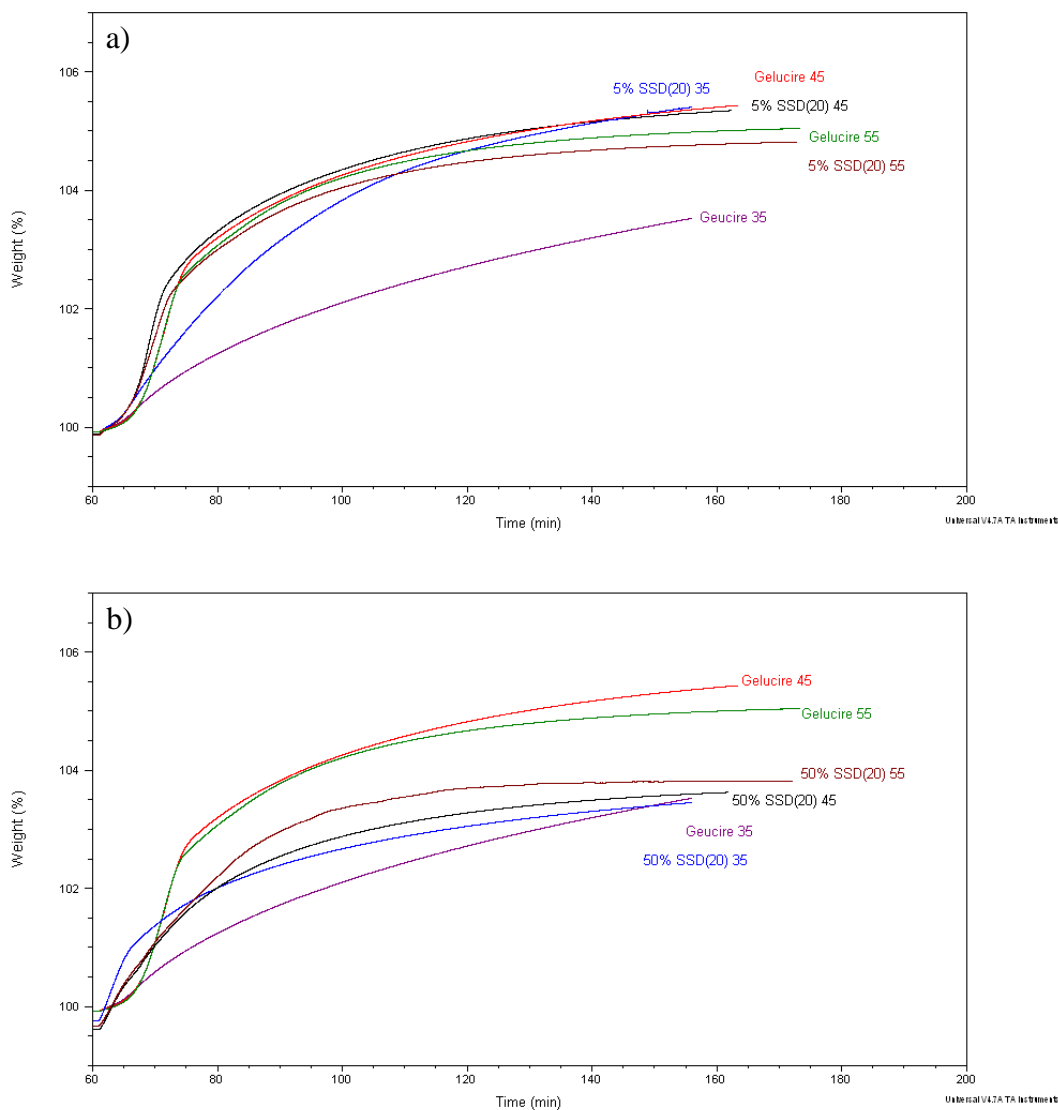 a)
106
104
102
100
Weight (%)
Gelucire 45
5% SSD(20) 35
5% SSD(20) 45
Gelucire 55
5% SSD(20) 55
Geucire 35
60 80 100 120 140 160 180 200
Time (min)
Universal V4.7A TA Instruments
b)
106
104
102
100
Weight (%)
Gelucire 45
Gelucire 55
50% SSD(20) 55
50% SSD(20) 45
Geucire 35
50% SSD(20) 35
60 80 100 120 140 160 180 200
Time (min)
Universal V4.7A TA Instruments